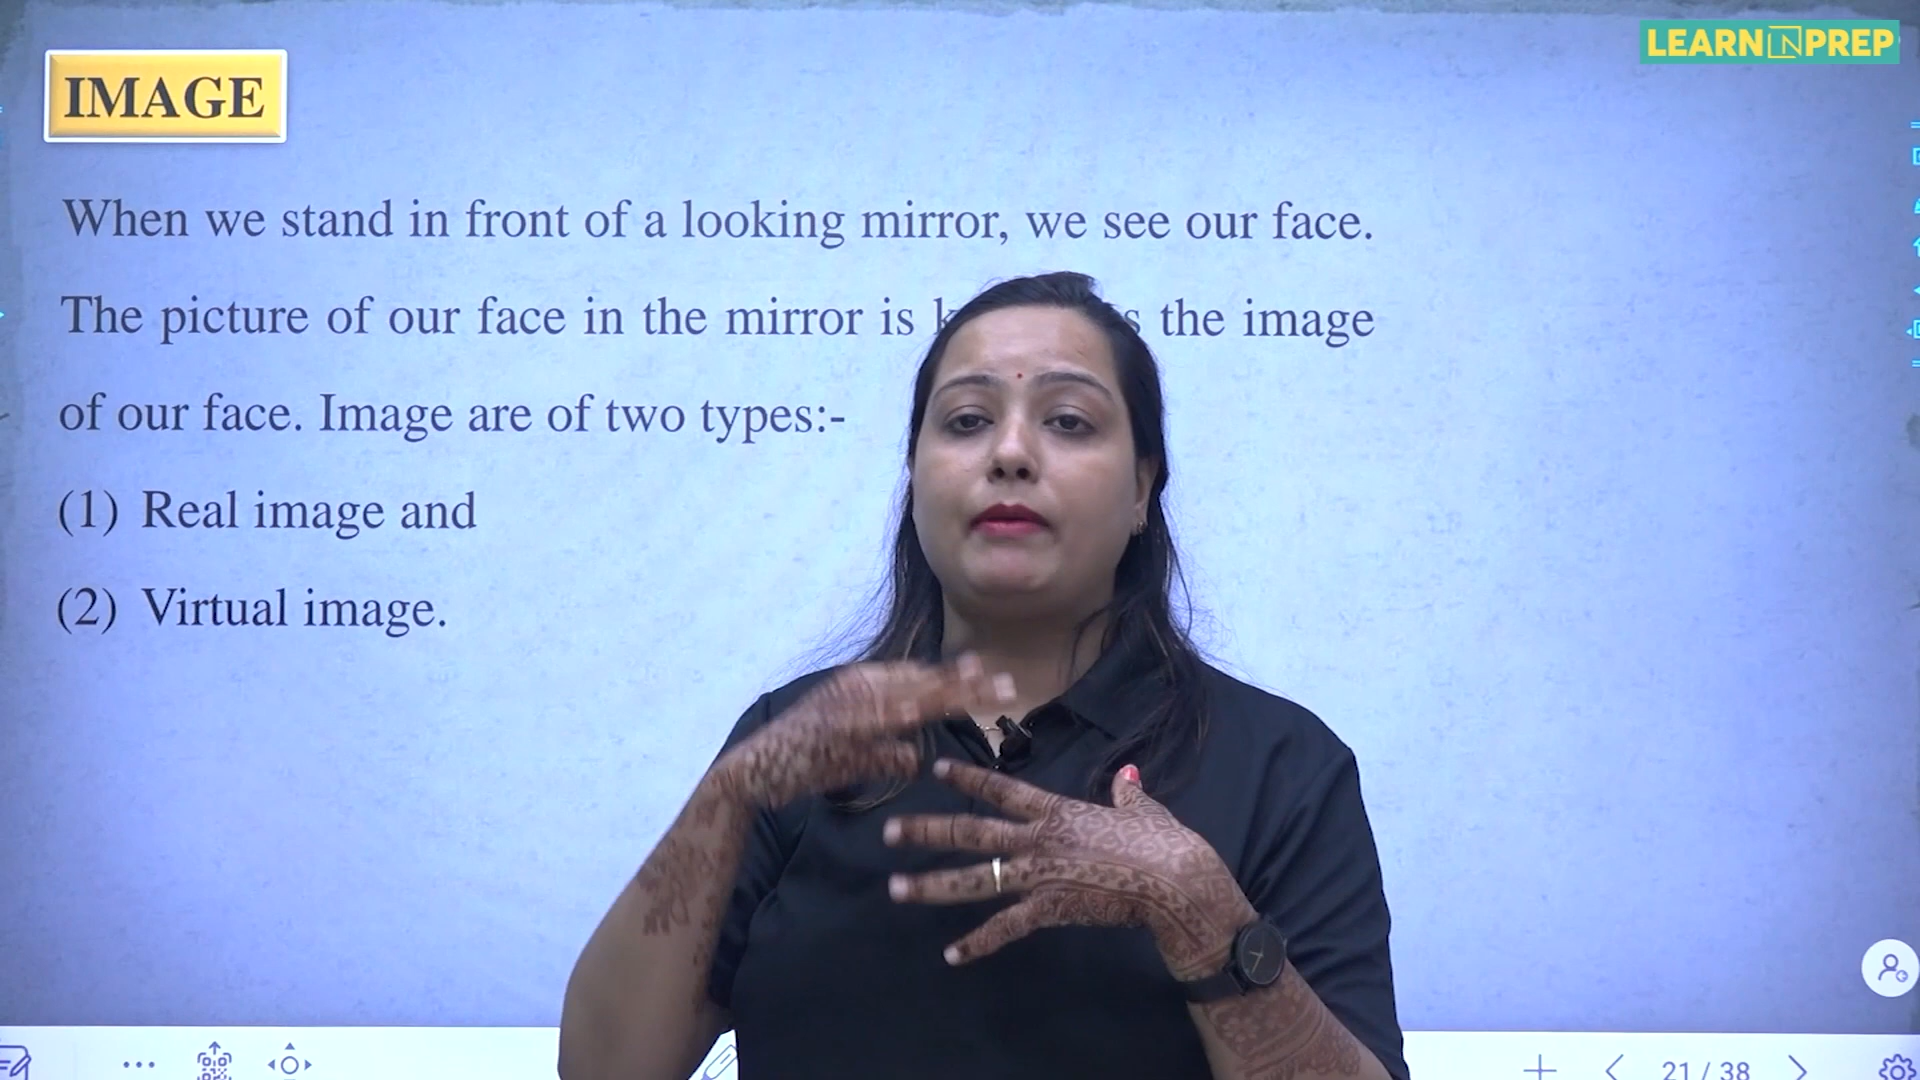 LEARN IN PREP
IMAGE
When we stand in front of a looking mirror, we see our face.
The picture of our face in the mirror is the image
of our face. Image are of two types:-
(1) Real image and
(2) Virtual image.
21 / 38